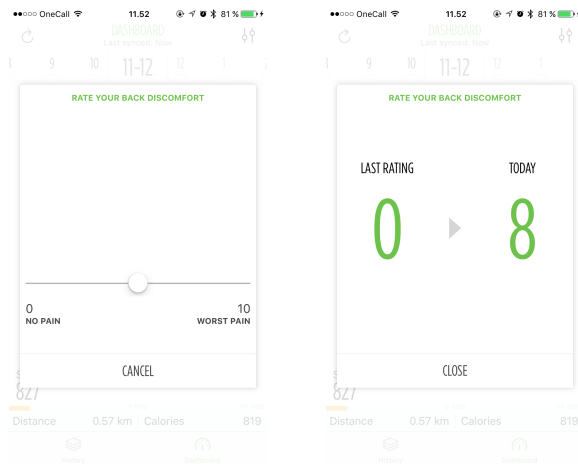 OneCall 11.52 81 %
DASHBOARD
Last synced: Now
9 10 11-12 12 1
RATE YOUR BACK DISCOMFORT
0 10
NO PAIN WORST PAIN
CANCEL
827
Distance 0.57 km Calories 819
History Dashboard
OneCall 11.52 81 %
DASHBOARD
Last synced: Now
9 10 11-12 12 1
RATE YOUR BACK DISCOMFORT
LAST RATING TODAY
0 8
CLOSE
827
Distance 0.57 km Calories 819
History Dashboard